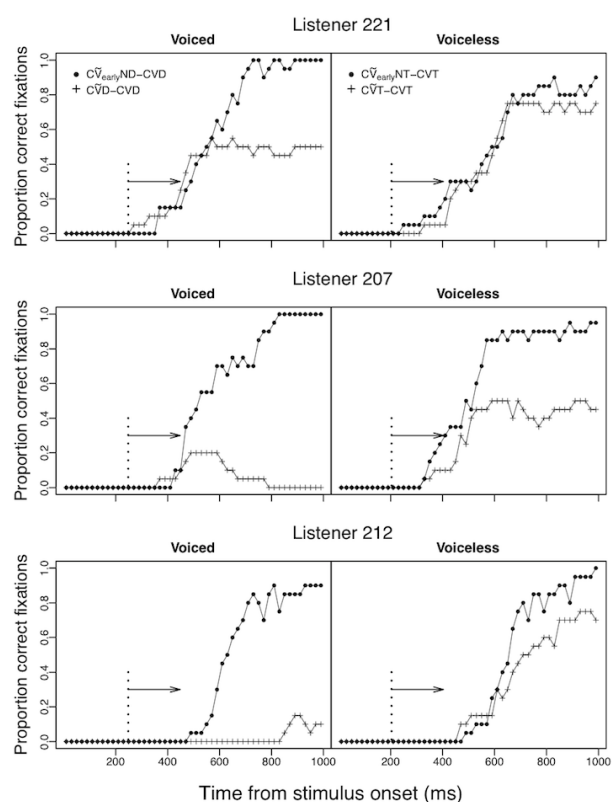 Listener 221
Voiced Voiceless
CṼearlyND–CVD CṼearlyNT–CVT
CṼD–CVD CṼT–CVT
Proportion correct fixations
0.0 0.2 0.4 0.6 0.8 1.0
Listener 207
Voiced Voiceless
Proportion correct fixations
0.0 0.2 0.4 0.6 0.8 1.0
Listener 212
Voiced Voiceless
Proportion correct fixations
0.0 0.2 0.4 0.6 0.8 1.0
200 400 600 800 1000 200 400 600 800 1000
Time from stimulus onset (ms)